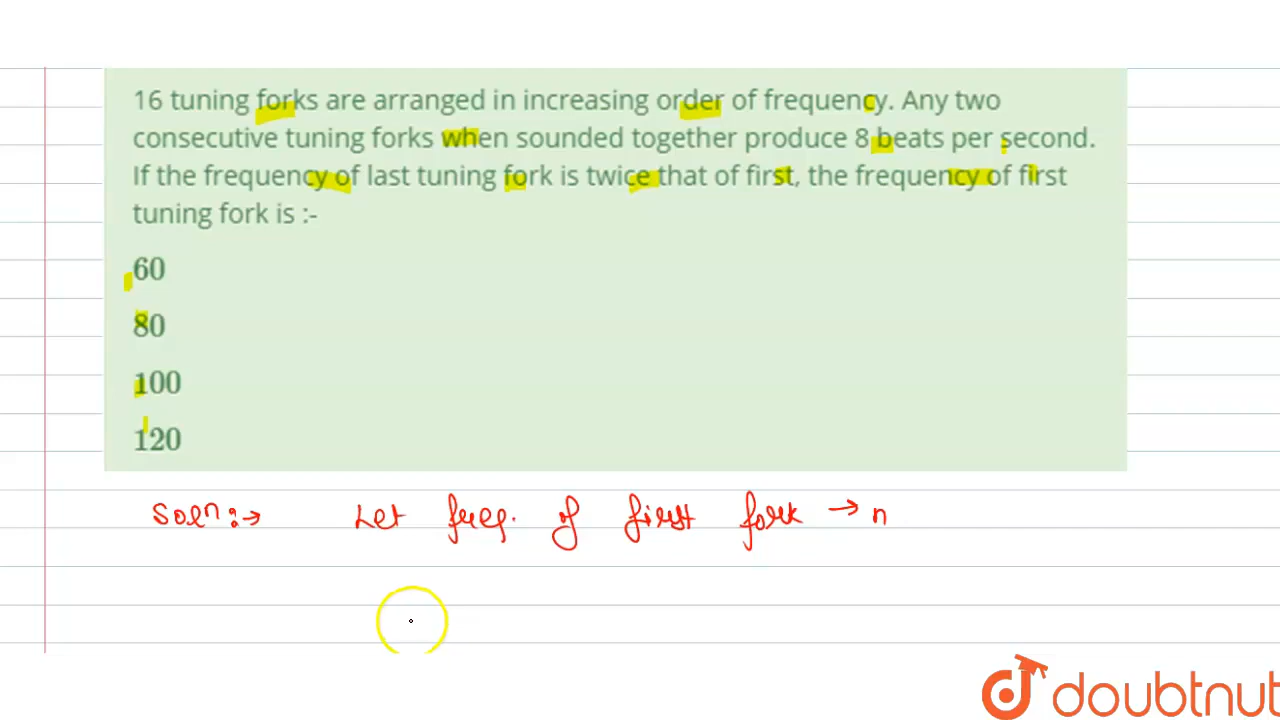 16 tuning forks are arranged in increasing order of frequency. Any two
consecutive tuning forks when sounded together produce 8 beats per second.
If the frequency of last tuning fork is twice that of first, the frequency of first
tuning fork is :-
60
80
100
120
Soln:→ Let freq. of first fork → n
doubtnut